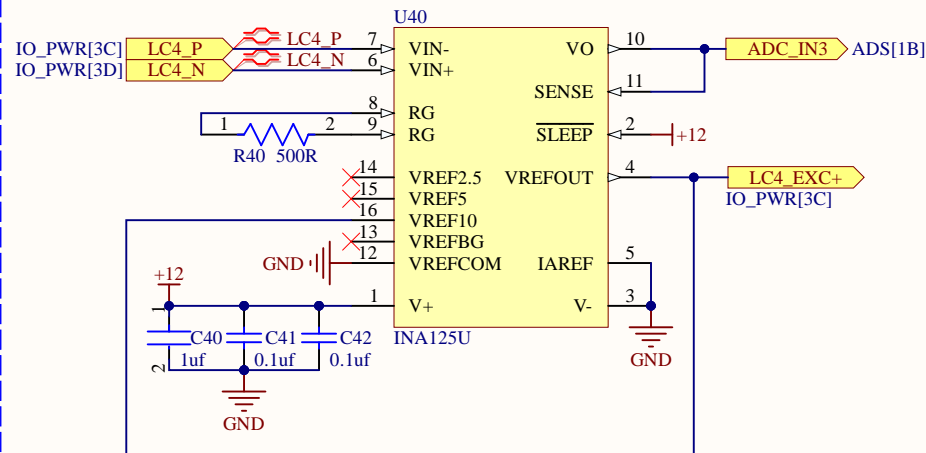 U40
IO_PWR[3C] LC4_P LC4_P 7 VIN- VO 10 ADC_IN3 ADS[1B]
IO_PWR[3D] LC4_N LC4_N 6 VIN+
SENSE 11
8 RG
1 2 9 RG SLEEP 2 +12
R40 500R
14 VREF2.5 VREFOUT 4 LC4_EXC+
15 VREF5 IO_PWR[3C]
16 VREF10
13 VREFBG
GND 12 VREFCOM IAREF 5
+12
1 1 V+ V- 3
C40 C41 C42 INA125U
2 1uf 0.1uf 0.1uf GND
GND